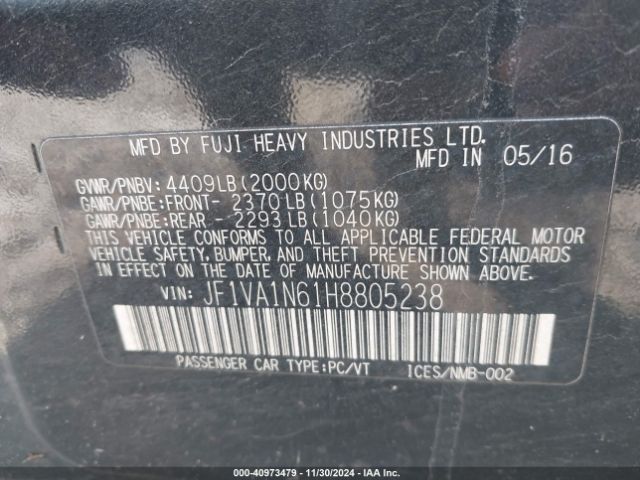 MFD BY FUJI HEAVY INDUSTRIES LTD.
MFD IN 05/16
GVWR/PNBV: 4409LB(2000KG)
GAWR/PNBE:FRONT- 2370LB(1075KG)
GAWR/PNBE:REAR - 2293LB(1040KG)
THIS VEHICLE CONFORMS TO ALL APPLICABLE FEDERAL MOTOR
VEHICLE SAFETY, BUMPER, AND THEFT PREVENTION STANDARDS
IN EFFECT ON THE DATE OF MANUFACTURE SHOWN ABOVE.
VIN: JF1VA1N61H8805238
PASSENGER CAR TYPE:PC/VT ICES/NMB-002
000-40973479 - 11/30/2024 - IAAI.COM